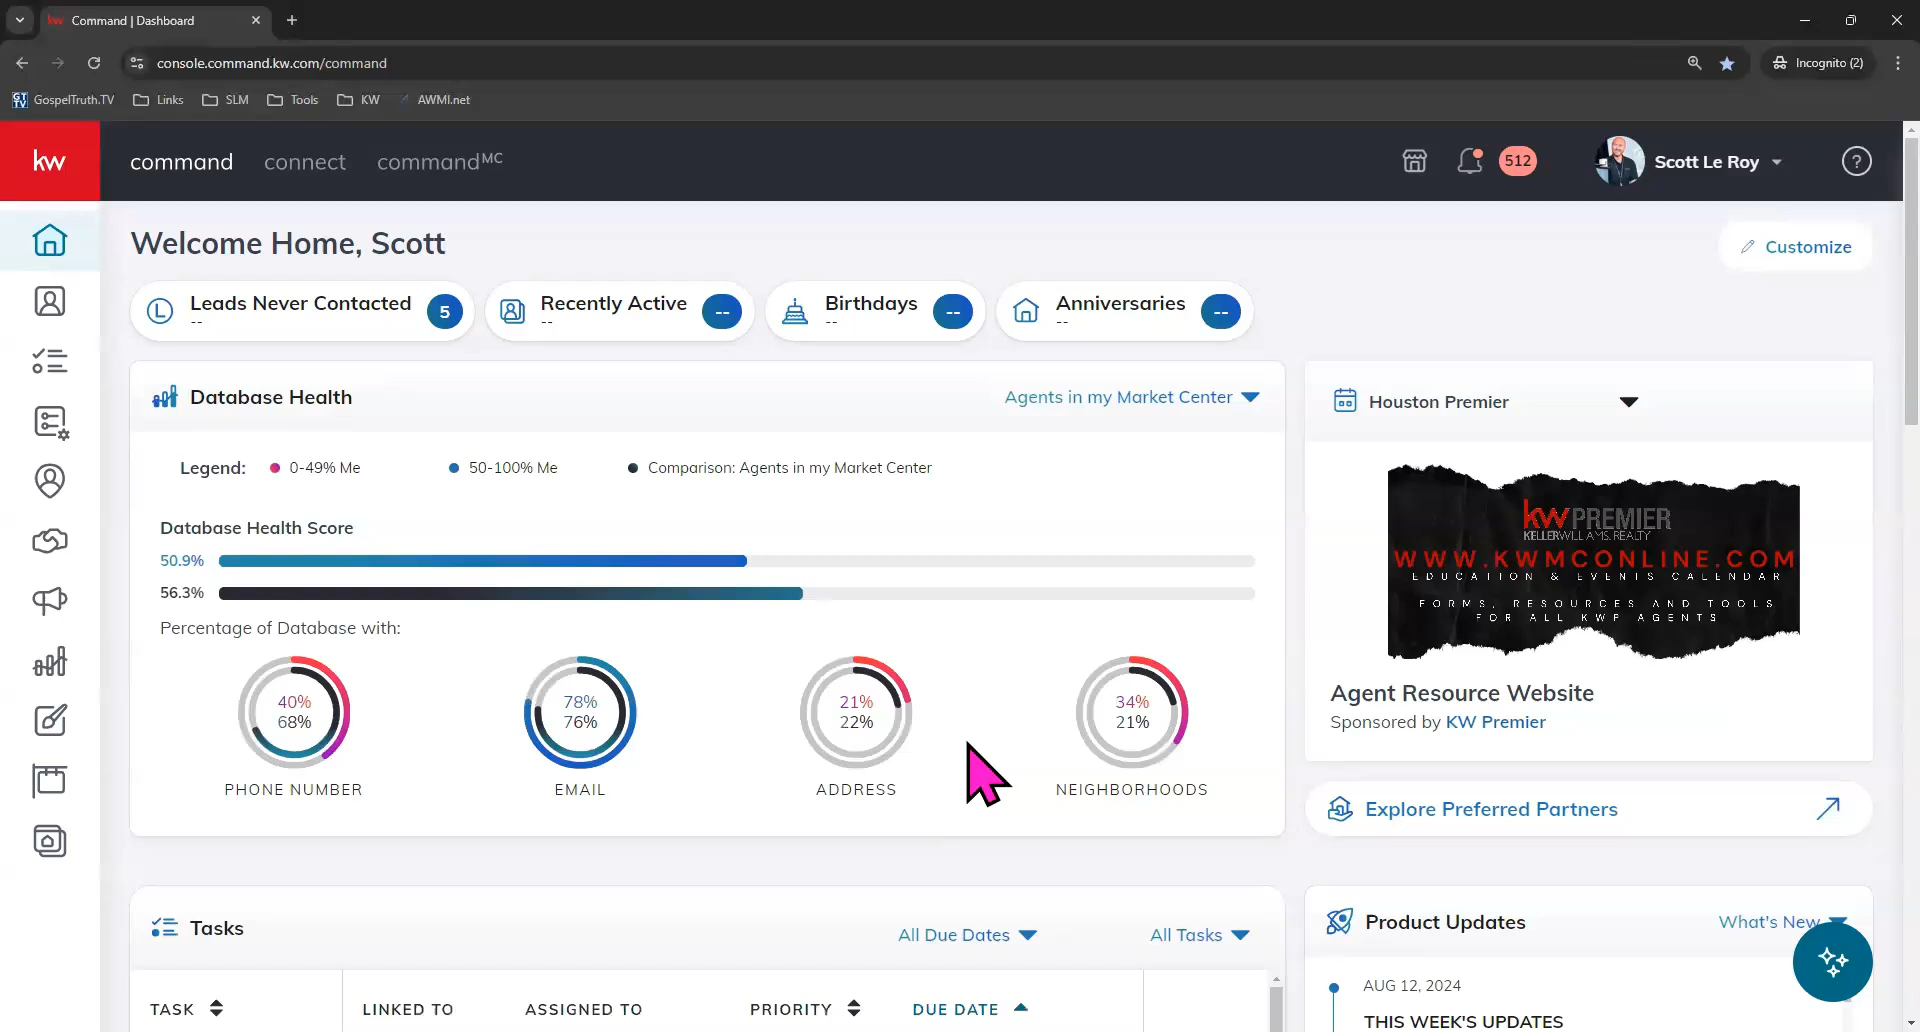 Command | Dashboard
console.command.kw.com/command
Incognito (2)
GospelTruth.TV
Links
SLM
Tools
KW
AWMI.net
kw
command
connect
commandMC
512
Scott Le Roy
Welcome Home, Scott
Customize
Leads Never Contacted
--
5
Recently Active
--
--
Birthdays
--
--
Anniversaries
--
--
Database Health
Agents in my Market Center
Legend:
0-49% Me
50-100% Me
Comparison: Agents in my Market Center
Database Health Score
50.9%
56.3%
Percentage of Database with:
40%
68%
PHONE NUMBER
78%
76%
EMAIL
21%
22%
ADDRESS
34%
21%
NEIGHBORHOODS
Houston Premier
kw PREMIER
KELLERWILLIAMS. REALTY
WWW.KWMCONLINE.COM
EDUCATION & EVENTS CALENDAR
FORMS, RESOURCES AND TOOLS
FOR ALL KWP AGENTS
Agent Resource Website
Sponsored by KW Premier
Explore Preferred Partners
Tasks
All Due Dates
All Tasks
TASK
LINKED TO
ASSIGNED TO
PRIORITY
DUE DATE
Product Updates
What's New
AUG 12, 2024
THIS WEEK'S UPDATES